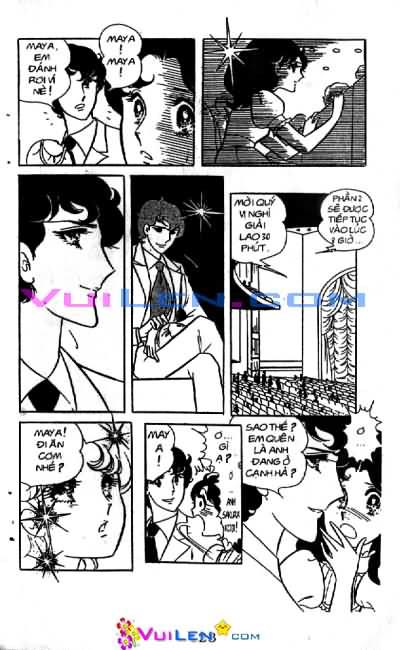 MAYA,
EM
ĐÁNH
RƠI VÍ
NÈ!
MAYA
!
MAYA!
MỜI QUÝ
VỊ NGHỈ
GIẢI
LAO 30
PHÚT.
PHẦN 2
SẼ ĐƯỢC
TIẾP TỤC
VÀO LÚC
3 GIỜ...
VUILEN.COM
MAYA!
ĐI ĂN
CƠM
NHÉ?
MAY
A!
Ơ...
GÌ
Ạ?
Ơ
ANH
SAKURA
KOJI!
SAO THẾ?
EM QUÊN
LÀ ANH
ĐANG Ở
CẠNH HẢ?
Ơ...
VUILEN.COM